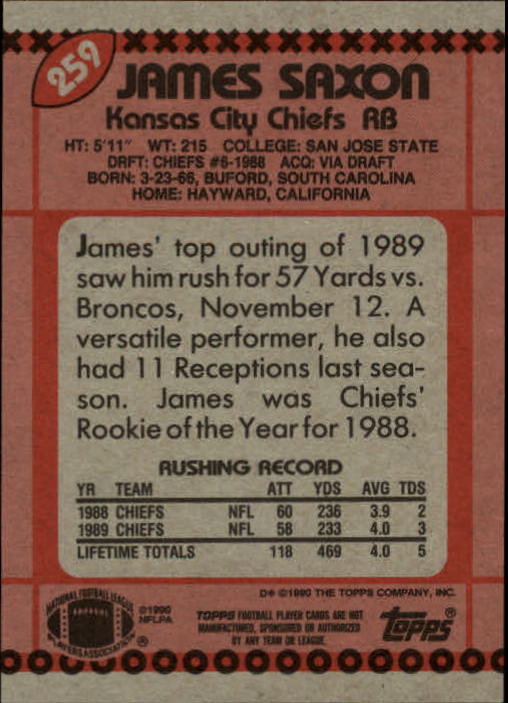 259
JAMES SAXON
Kansas City Chiefs RB
HT: 5'11" WT: 215 COLLEGE: SAN JOSE STATE
DRFT: CHIEFS #6-1988 ACQ: VIA DRAFT
BORN: 3-23-66, BUFORD, SOUTH CAROLINA
HOME: HAYWARD, CALIFORNIA
James' top outing of 1989
saw him rush for 57 Yards vs.
Broncos, November 12. A
versatile performer, he also
had 11 Receptions last sea-
son. James was Chiefs'
Rookie of the Year for 1988.
RUSHING RECORD
YR TEAM ATT YDS AVG TDS
1988 CHIEFS NFL 60 236 3.9 2
1989 CHIEFS NFL 58 233 4.0 3
LIFETIME TOTALS 118 469 4.0 5
D* ©1990 THE TOPPS COMPANY, INC.
NATIONAL FOOTBALL LEAGUE
PLAYERS ASSOCIATION
®
©1990
NFLPA
TOPPS FOOTBALL PLAYER CARDS ARE NOT
MANUFACTURED, SPONSORED OR AUTHORIZED
BY ANY TEAM OR LEAGUE.
Topps®